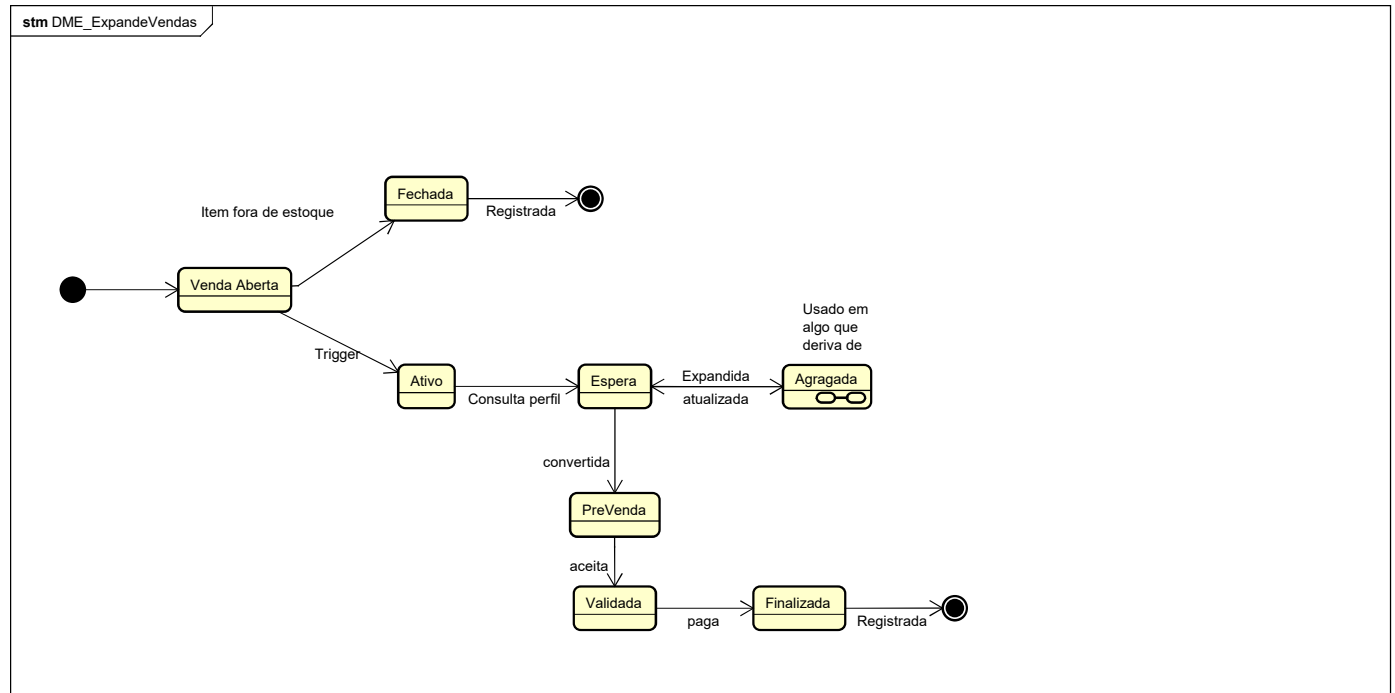 stm DME_ExpandeVendas
Item fora de estoque
Fechada
Registrada
Venda Aberta
Trigger
Ativo
Consulta perfil
Espera
Expandida
atualizada
Usado em
algo que
deriva de
Agragada
convertida
PreVenda
aceita
Validada
paga
Finalizada
Registrada